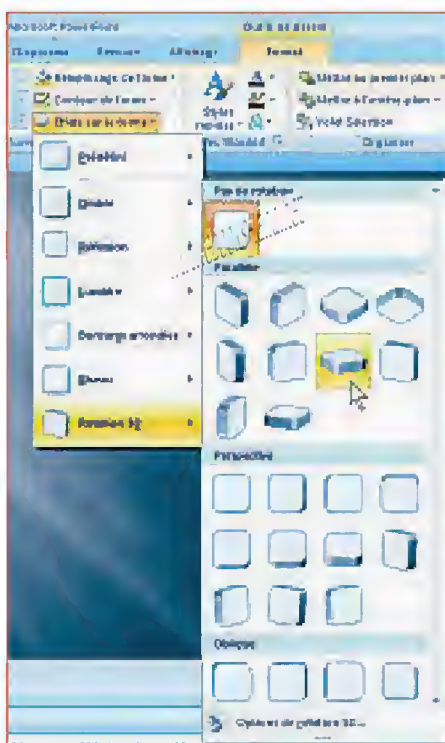 Microsoft PowerPoint
Outils de dessin
Diaporama Révision Affichage Format
Remplissage de forme
Contour de forme
Effets sur la forme
Styles rapides
Mettre au premier plan
Mettre à l'arrière-plan
Volet Sélection
WordArt
Organiser
Prédéfini
Ombre
Réflexion
Lumière
Contours adoucis
Biseau
Rotation 3D
Pas de rotation
Parallèle
Perspective
Oblique
Options de rotation 3D...